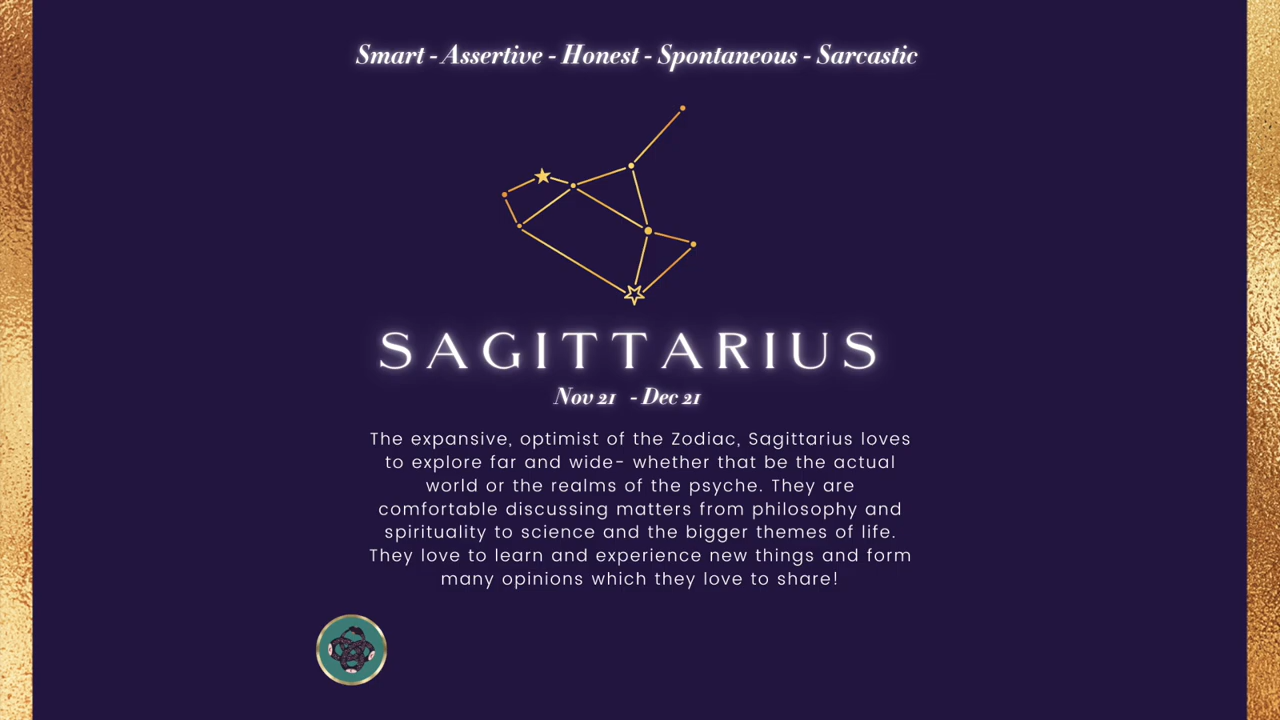 Smart - Assertive - Honest - Spontaneous - Sarcastic
SAGITTARIUS
Nov 21 - Dec 21
The expansive, optimist of the Zodiac, Sagittarius loves
to explore far and wide- whether that be the actual
world or the realms of the psyche. They are
comfortable discussing matters from philosophy and
spirituality to science and the bigger themes of life.
They love to learn and experience new things and form
many opinions which they love to share!